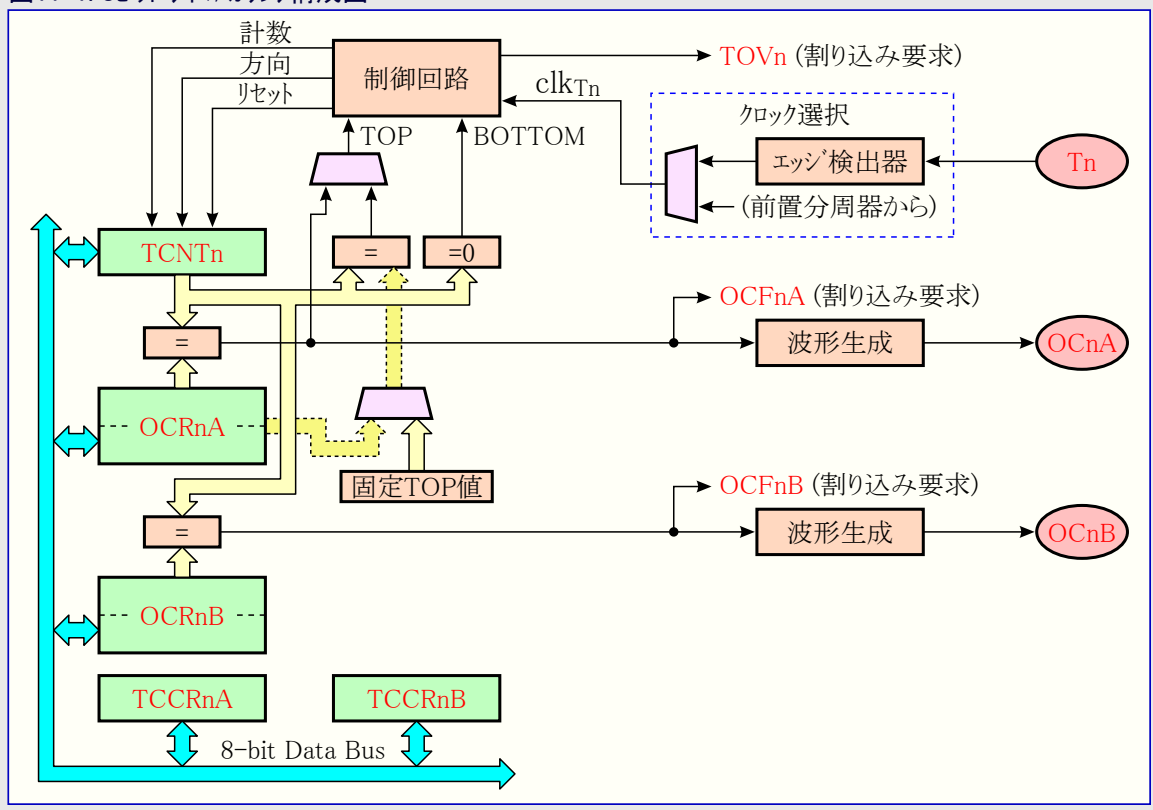 計数
方向
リセット
制御回路
TOVn (割り込み要求)
clkTn
クロック選択
TOP
BOTTOM
エッジ検出器
Tn
(前置分周器から)
TCNTn
=
=0
OCFnA (割り込み要求)
=
波形生成
OCnA
OCRnA
固定TOP値
OCFnB (割り込み要求)
=
波形生成
OCnB
OCRnB
TCCRnA
TCCRnB
8-bit Data Bus